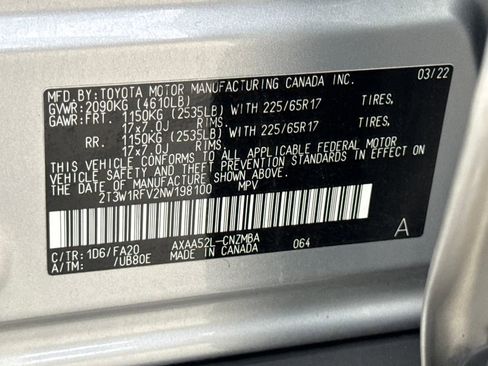 MFD.BY:TOYOTA MOTOR MANUFACTURING CANADA INC. 03/22
GVWR:2090KG (4610LB)
GAWR:FRT. 1150KG (2535LB) WITH 225/65R17 TIRES,
17x7.0J RIMS,
RR. 1150KG (2535LB) WITH 225/65R17 TIRES,
17x7.0J RIMS,
THIS VEHICLE CONFORMS TO ALL APPLICABLE FEDERAL MOTOR
VEHICLE SAFETY AND THEFT PREVENTION STANDARDS IN EFFECT
ON THE DATE OF MANUFACTURE SHOWN ABOVE.
2T3W1RFV2NW198100 MPV
A
C/TR:1D6/FA20 AXAA52L-CNZMBA 064
A/TM: /UB80E MADE IN CANADA